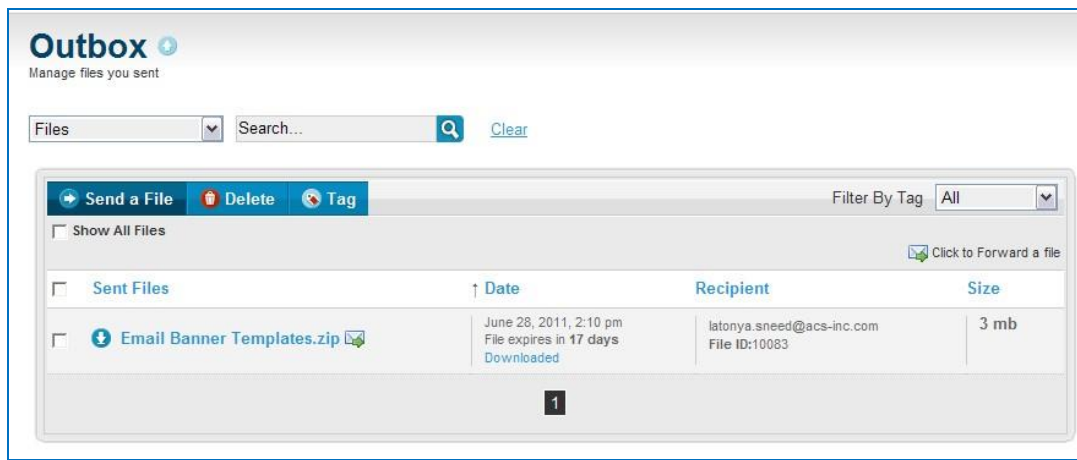 Outbox
Manage files you sent
Files Search... Clear
Send a File Delete Tag Filter By Tag All
Show All Files
Click to Forward a file
Sent Files ↑ Date Recipient Size
Email Banner Templates.zip June 28, 2011, 2:10 pm latonya.sneed@acs-inc.com 3 mb
File expires in 17 days File ID:10083
Downloaded
1